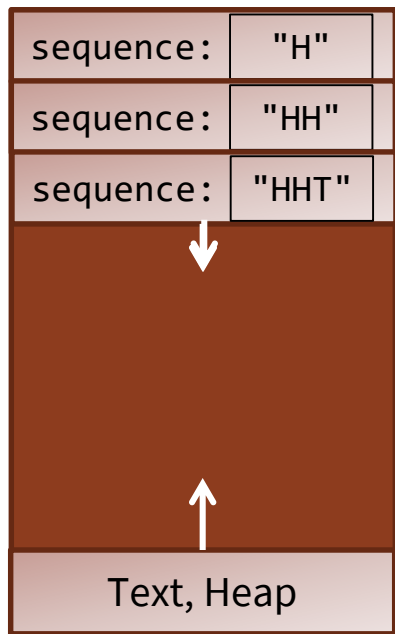 sequence: "H"
sequence: "HH"
sequence: "HHT"
Text, Heap